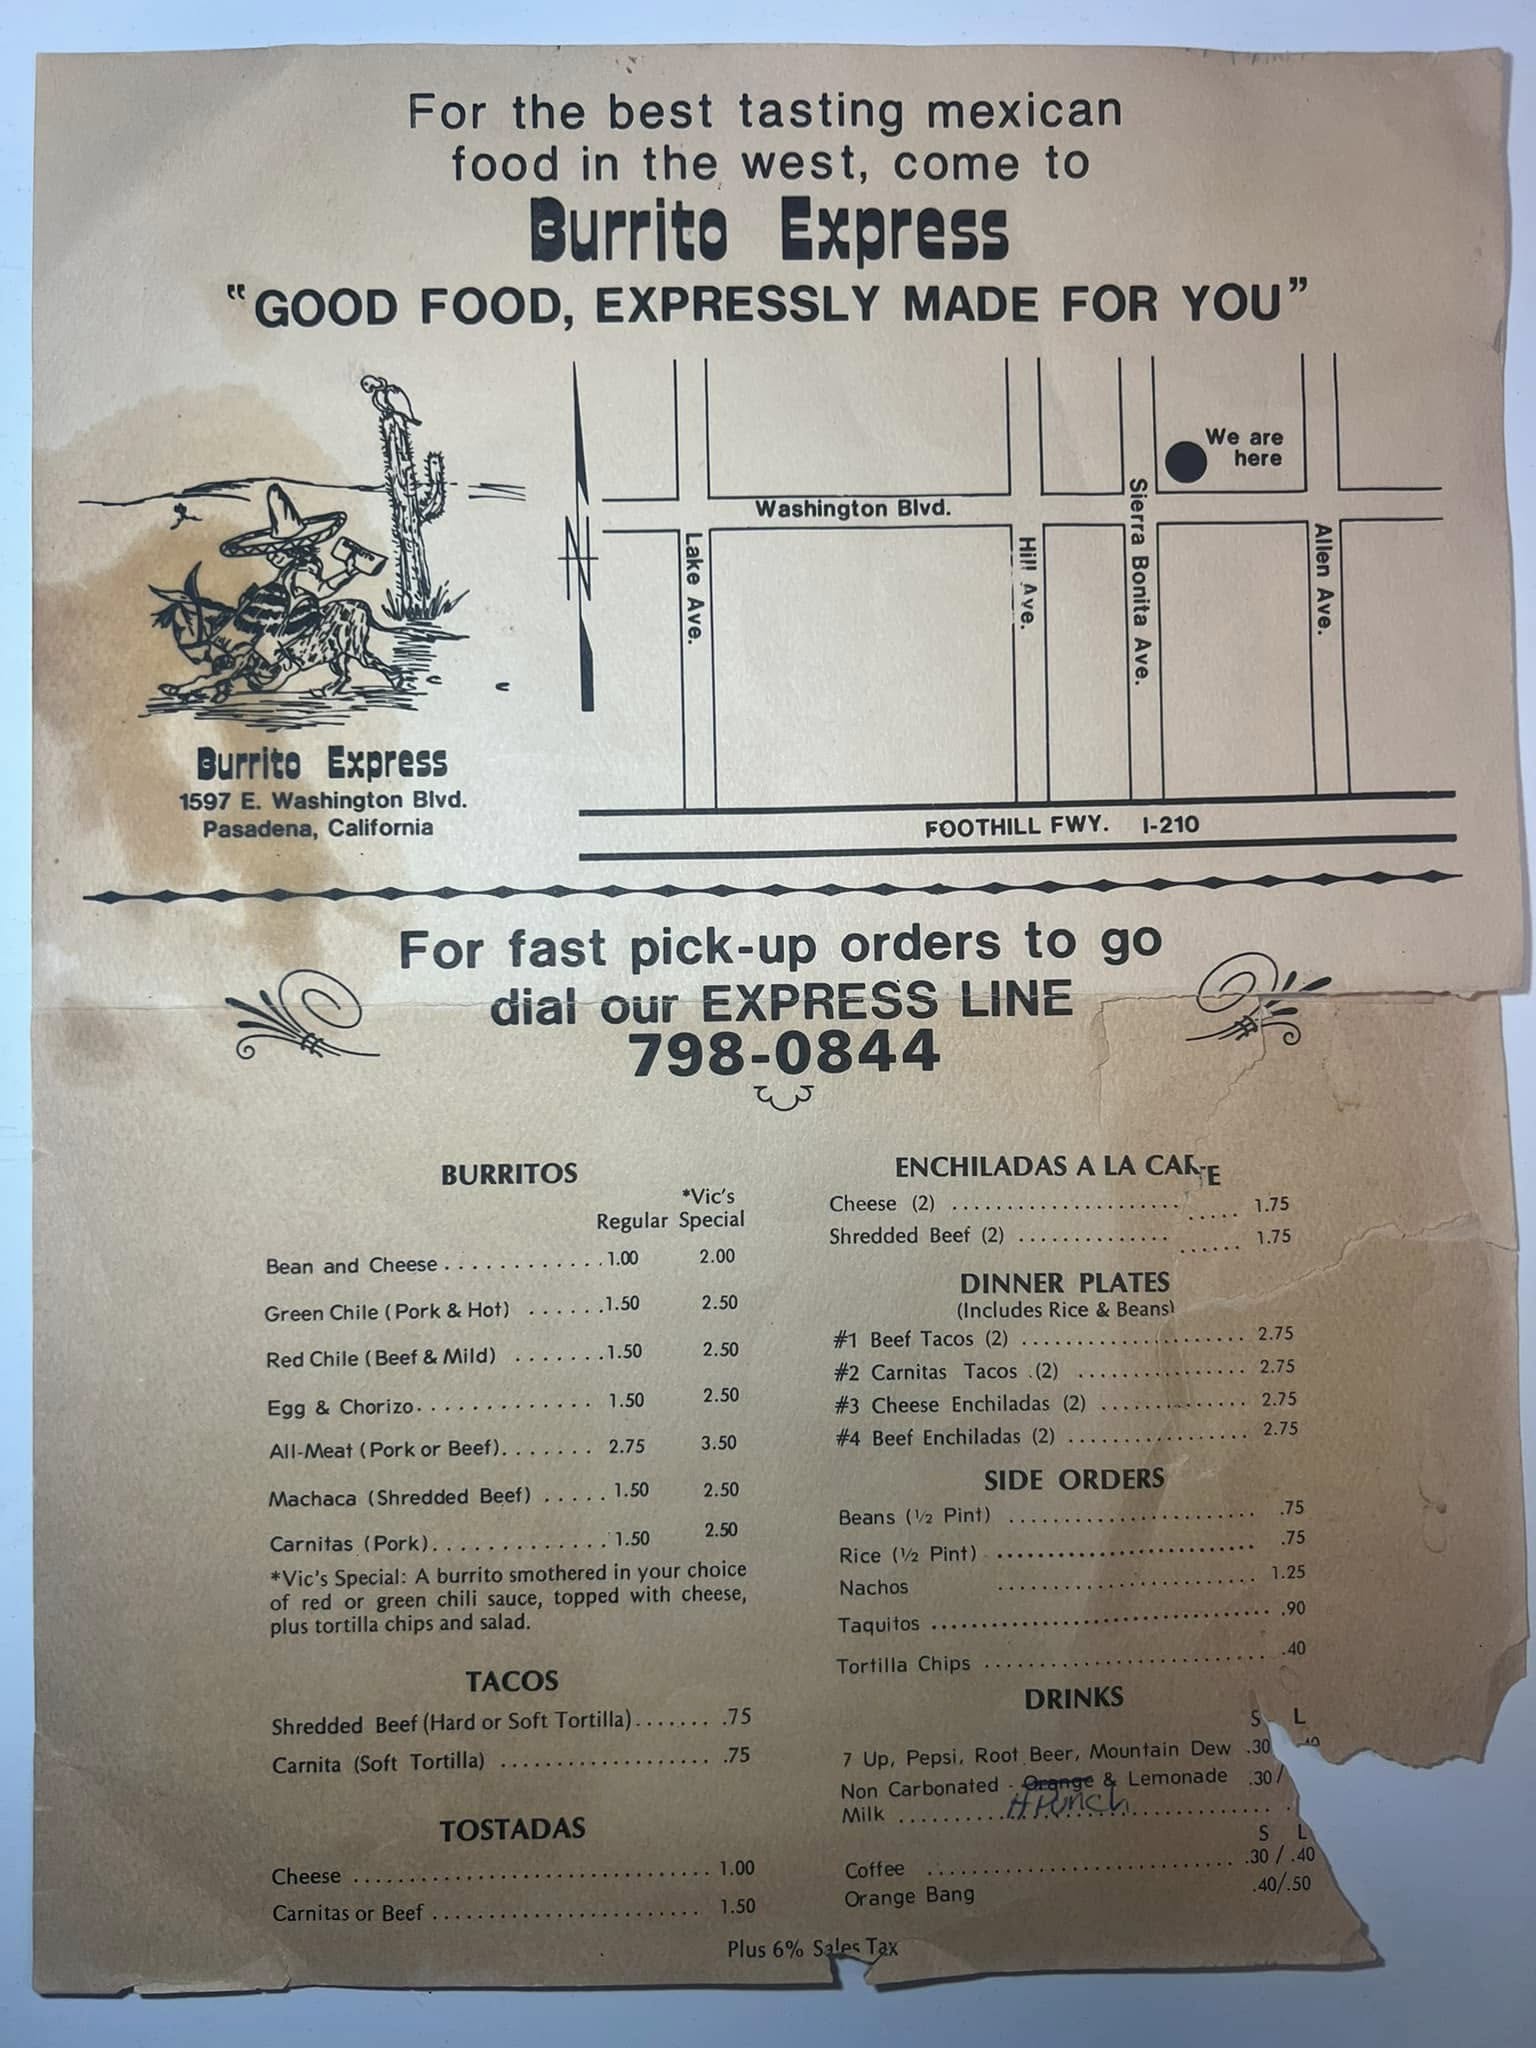 For the best tasting mexican
food in the west, come to
Burrito Express
"GOOD FOOD, EXPRESSLY MADE FOR YOU"
We are
here
Washington Blvd.
Lake Ave.
Hill Ave.
Sierra Bonita Ave.
Allen Ave.
N
FOOTHILL FWY. I-210
Burrito Express
1597 E. Washington Blvd.
Pasadena, California
For fast pick-up orders to go
dial our EXPRESS LINE
798-0844
BURRITOS
*Vic's
Regular Special
Bean and Cheese ............ 1.00 2.00
Green Chile (Pork & Hot) ...... 1.50 2.50
Red Chile (Beef & Mild) ....... 1.50 2.50
Egg & Chorizo ............. 1.50 2.50
All-Meat (Pork or Beef) ....... 2.75 3.50
Machaca (Shredded Beef) ..... 1.50 2.50
Carnitas (Pork) ............. 1.50 2.50
*Vic's Special: A burrito smothered in your choice
of red or green chili sauce, topped with cheese,
plus tortilla chips and salad.
TACOS
Shredded Beef (Hard or Soft Tortilla) ....... .75
Carnita (Soft Tortilla) .................... .75
TOSTADAS
Cheese ................................ 1.00
Carnitas or Beef ........................ 1.50
ENCHILADAS A LA CARTE
Cheese (2) .......................... 1.75
Shredded Beef (2) .................... 1.75
DINNER PLATES
(Includes Rice & Beans)
#1 Beef Tacos (2) ..................... 2.75
#2 Carnitas Tacos (2) ................ 2.75
#3 Cheese Enchiladas (2) ............. 2.75
#4 Beef Enchiladas (2) ................ 2.75
SIDE ORDERS
Beans (½ Pint) ....................... .75
Rice (½ Pint) ........................ .75
Nachos ........................ 1.25
Taquitos ............................... .90
Tortilla Chips .......................... .40
DRINKS
S L
7 Up, Pepsi, Root Beer, Mountain Dew .30
Non Carbonated - Orange & Lemonade .30 /
H Punch
Milk ..................................
S L
Coffee ............................ .30 / .40
Orange Bang .40/.50
Plus 6% Sales Tax